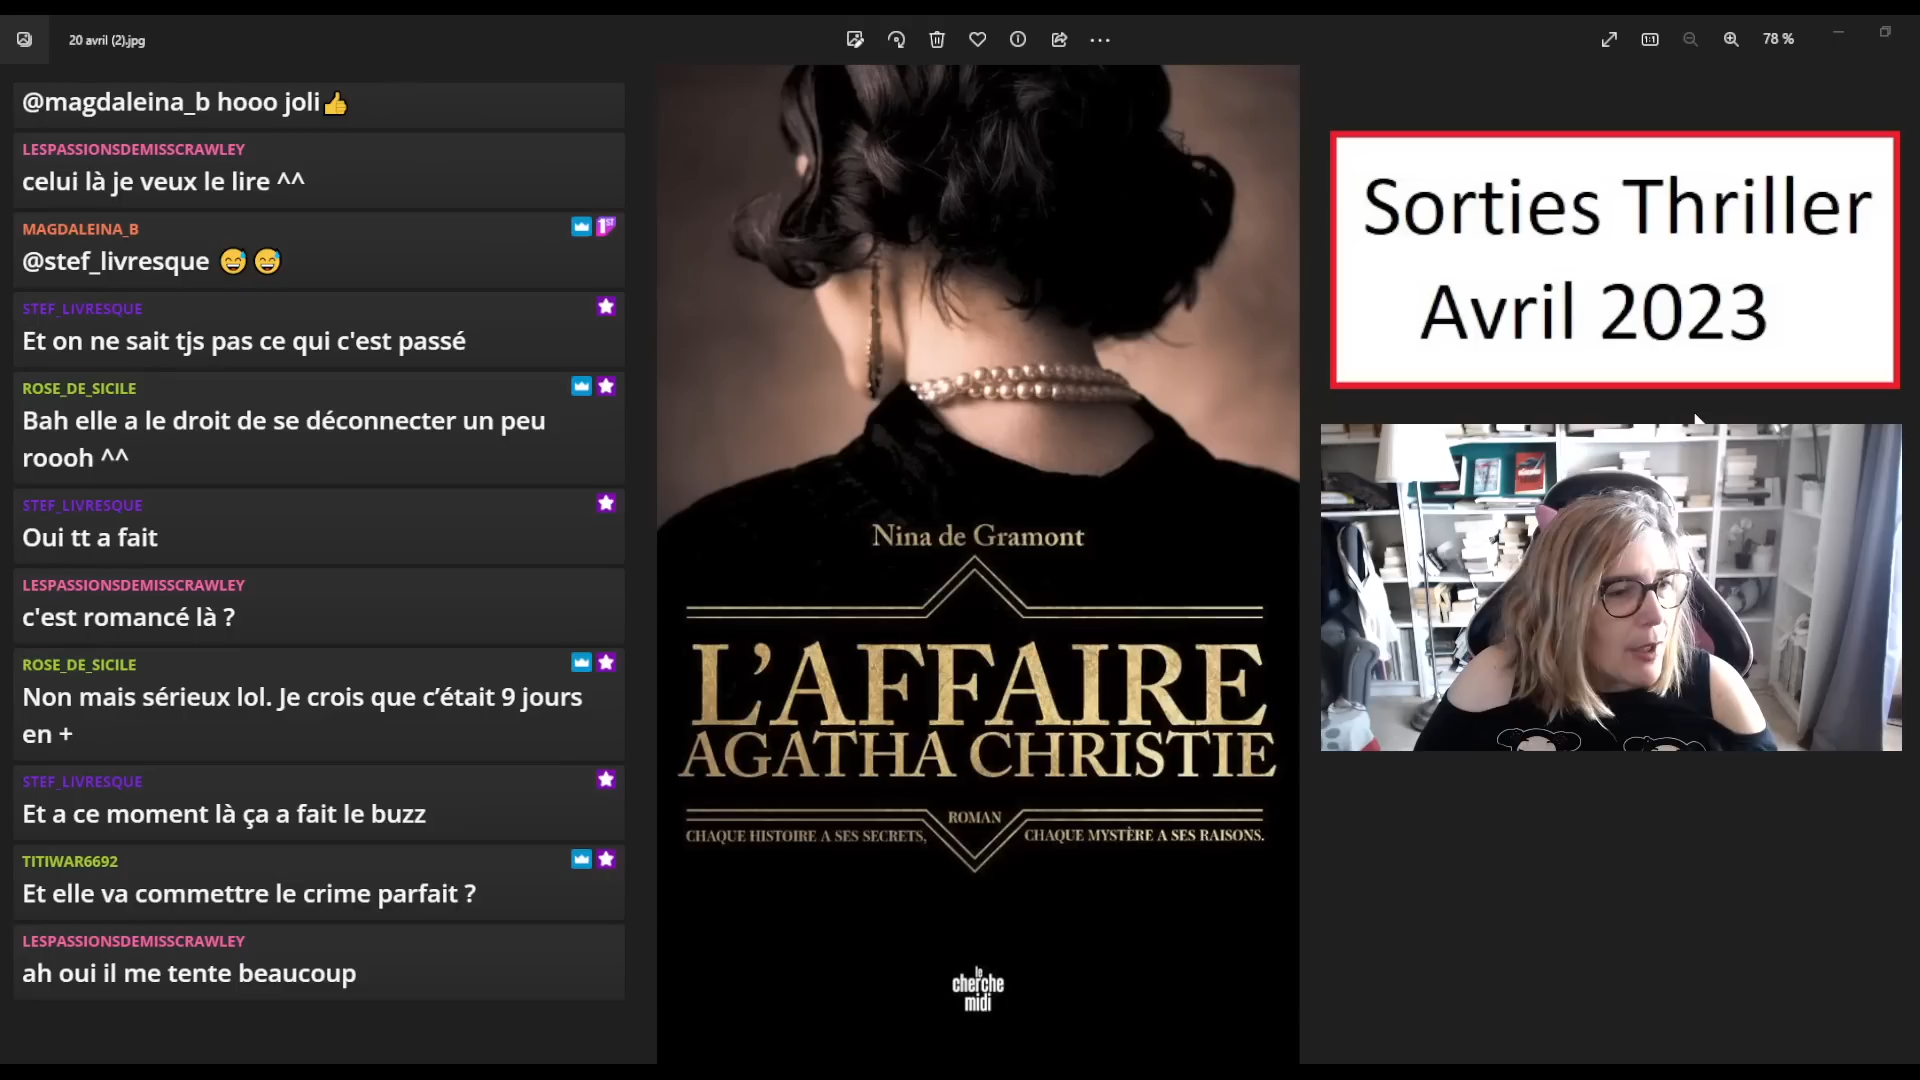 20 avril (2).jpg
78 %
@magdaleina_b hooo joli👍
LESPASSIONSDEMISSCRAWLEY
celui là je veux le lire ^^
MAGDALEINA_B
@stef_livresque 😅 😅
STEF_LIVRESQUE
Et on ne sait tjs pas ce qui c'est passé
ROSE_DE_SICILE
Bah elle a le droit de se déconnecter un peu
roooh ^^
STEF_LIVRESQUE
Oui tt a fait
LESPASSIONSDEMISSCRAWLEY
c'est romancé là ?
ROSE_DE_SICILE
Non mais sérieux lol. Je crois que c’était 9 jours
en +
STEF_LIVRESQUE
Et a ce moment là ça a fait le buzz
TITIWAR6692
Et elle va commettre le crime parfait ?
LESPASSIONSDEMISSCRAWLEY
ah oui il me tente beaucoup
Nina de Gramont
L’AFFAIRE
AGATHA CHRISTIE
ROMAN
CHAQUE HISTOIRE A SES SECRETS, CHAQUE MYSTÈRE A SES RAISONS.
le
cherche
midi
Sorties Thriller
Avril 2023